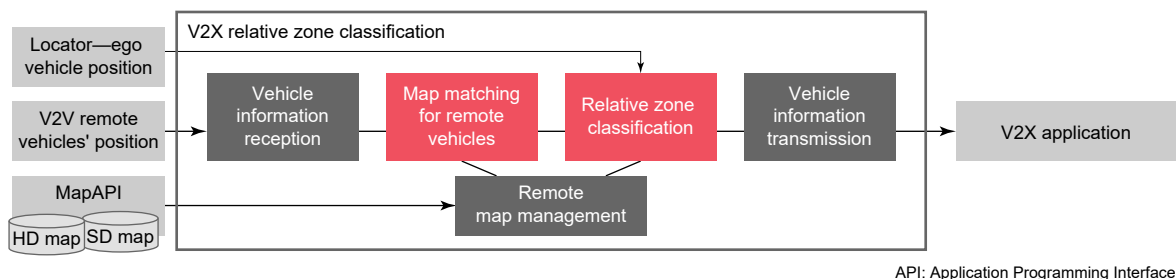 V2X relative zone classification
Locator—ego
vehicle position
V2V remote
vehicles' position
MapAPI
HD map
SD map
Vehicle
information
reception
Map matching
for remote
vehicles
Relative zone
classification
Vehicle
information
transmission
Remote
map management
V2X application
API: Application Programming Interface